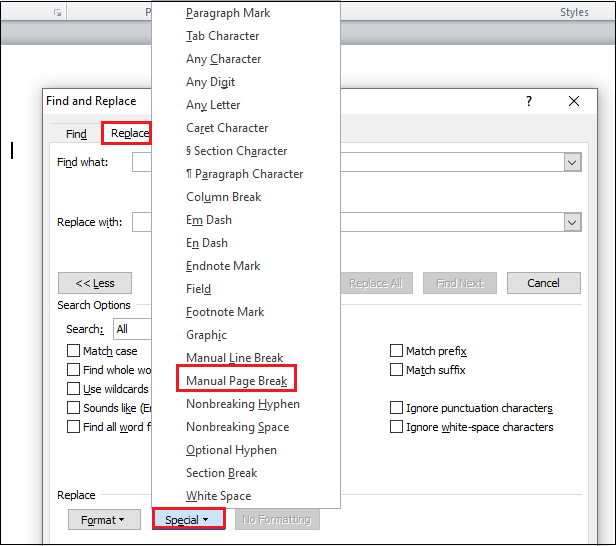 P
Styles
Find and Replace
?
Find
Replace
Find what:
Replace with:
<< Less
Replace All
Find Next
Cancel
Search Options
Search: All
Match case
Find whole wo
Use wildcards
Sounds like (En
Find all word f
Match prefix
Match suffix
Ignore punctuation characters
Ignore white-space characters
Replace
Format
Special
No Formatting
Paragraph Mark
Tab Character
Any Character
Any Digit
Any Letter
Caret Character
§ Section Character
¶ Paragraph Character
Column Break
Em Dash
En Dash
Endnote Mark
Field
Footnote Mark
Graphic
Manual Line Break
Manual Page Break
Nonbreaking Hyphen
Nonbreaking Space
Optional Hyphen
Section Break
White Space